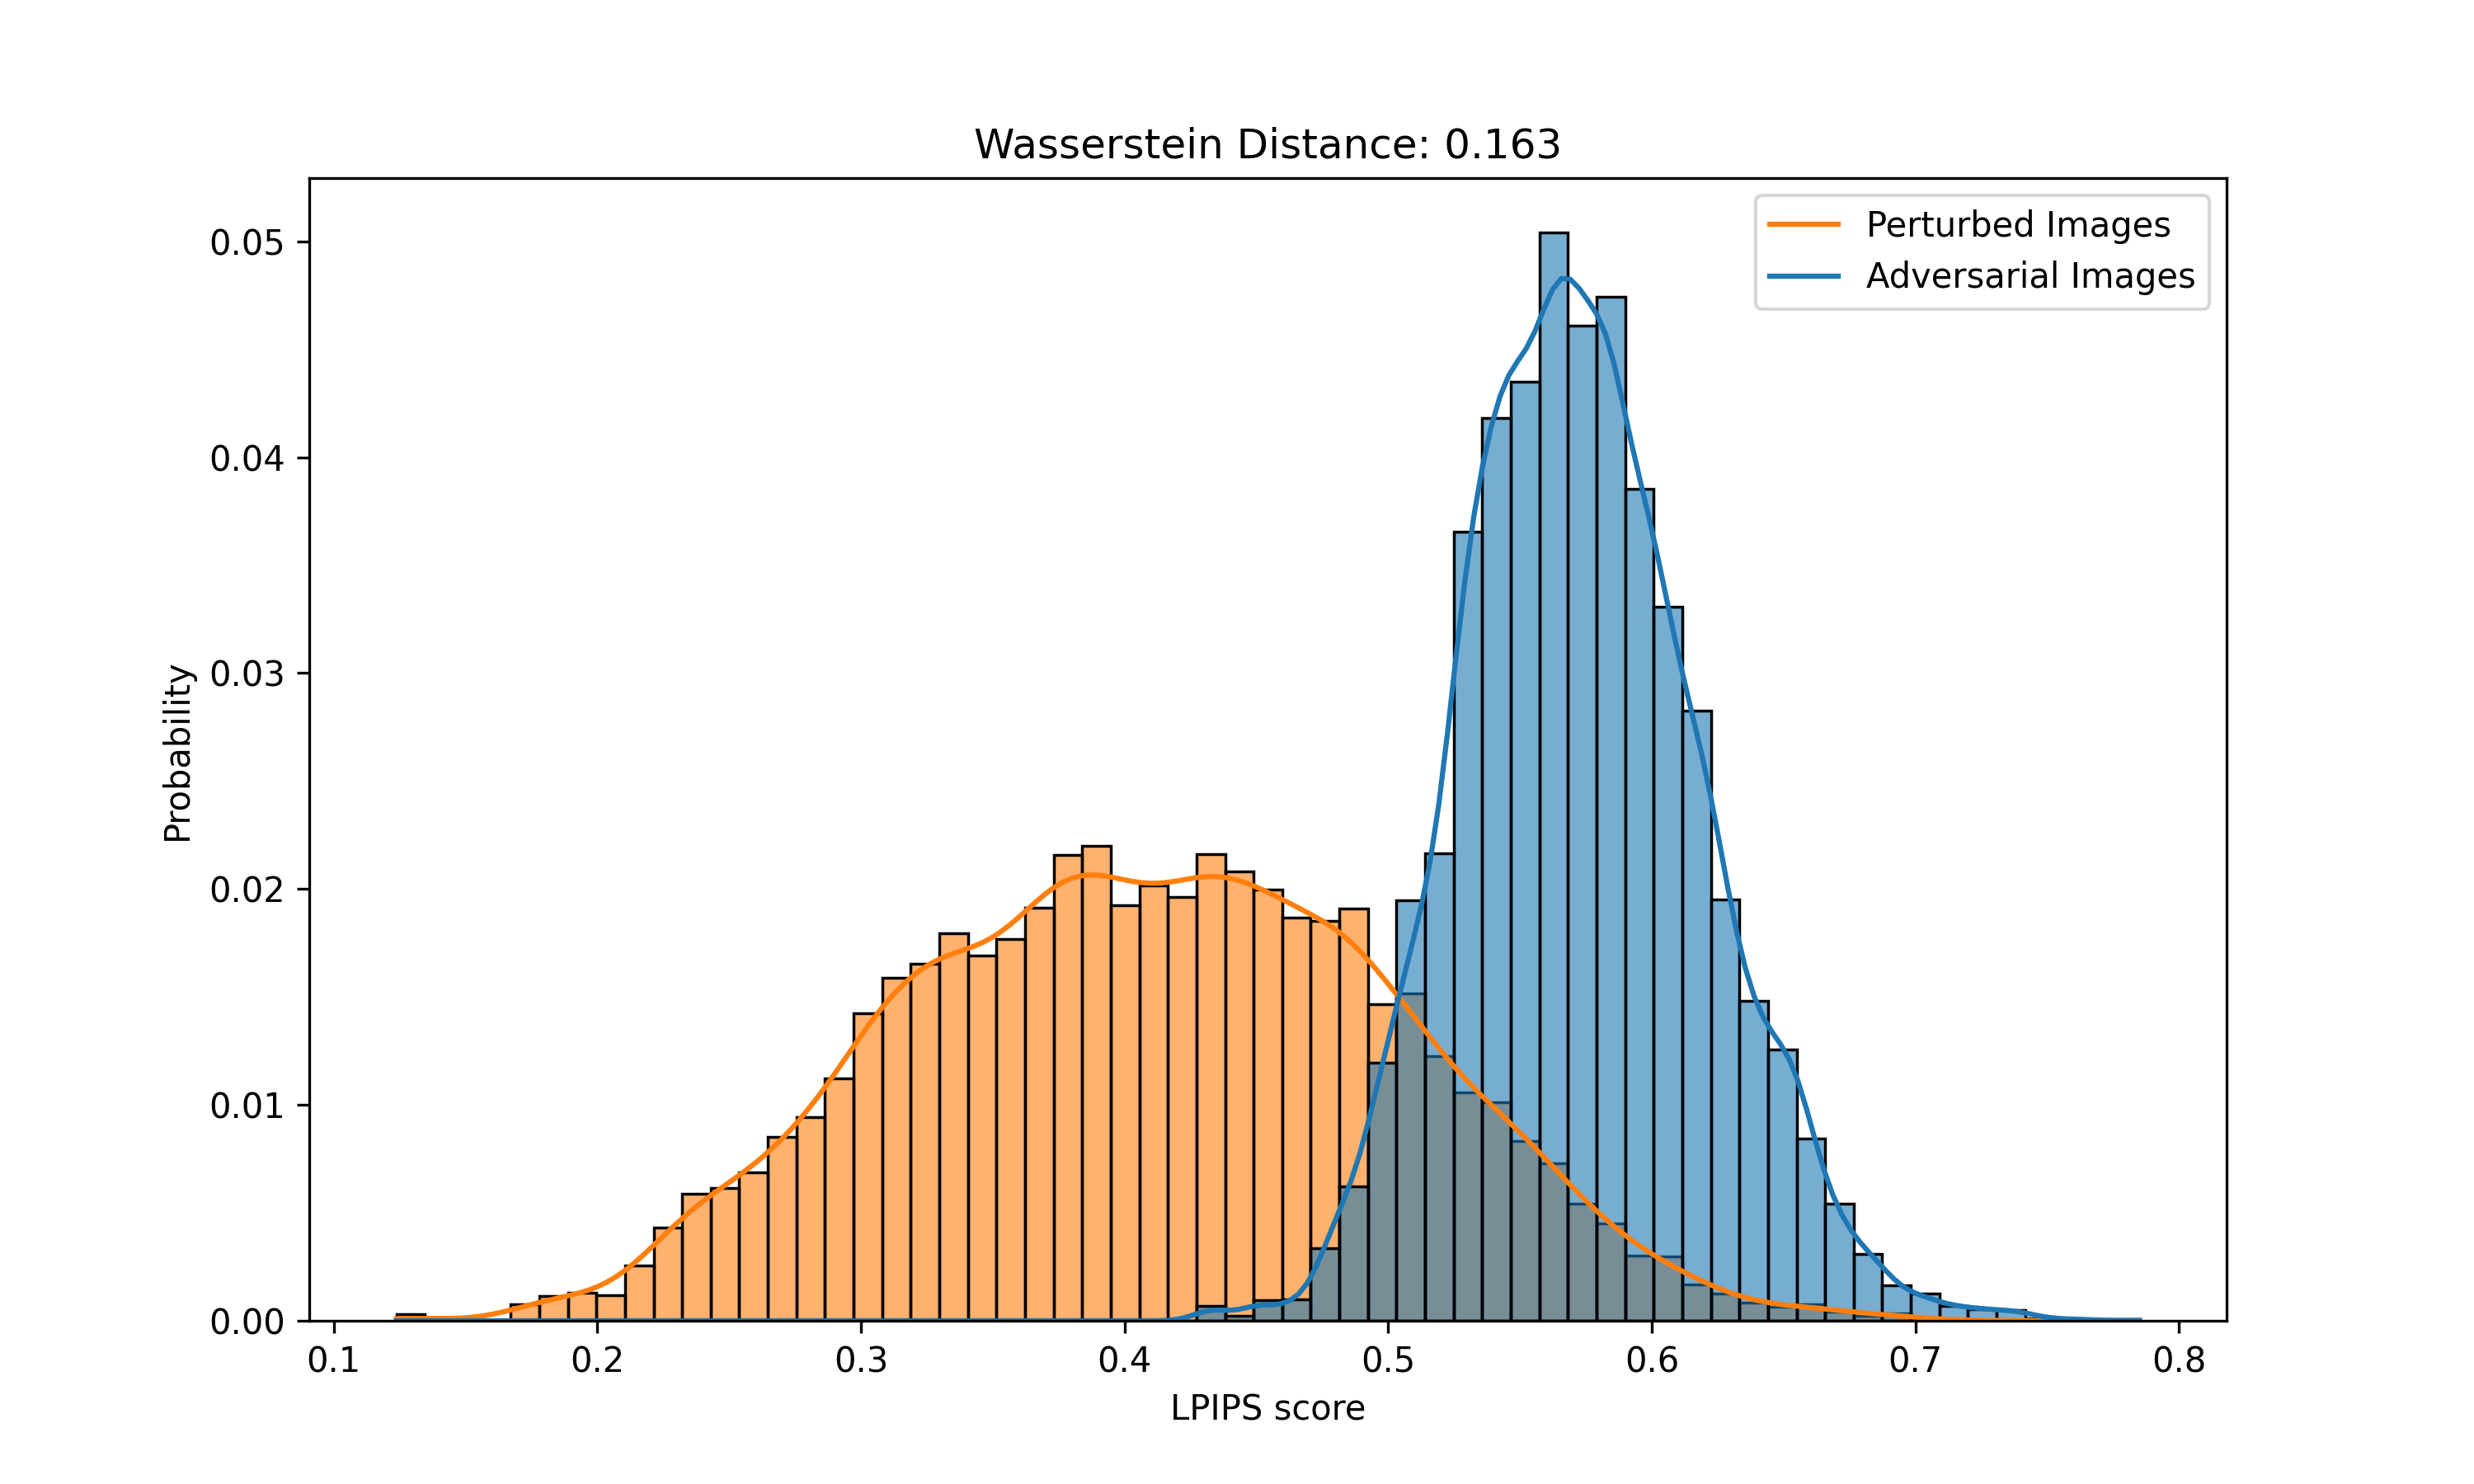 Wasserstein Distance: 0.163
Perturbed Images
Adversarial Images
Probability
0.05
0.04
0.03
0.02
0.01
0.00
0.1 0.2 0.3 0.4 0.5 0.6 0.7 0.8
LPIPS score